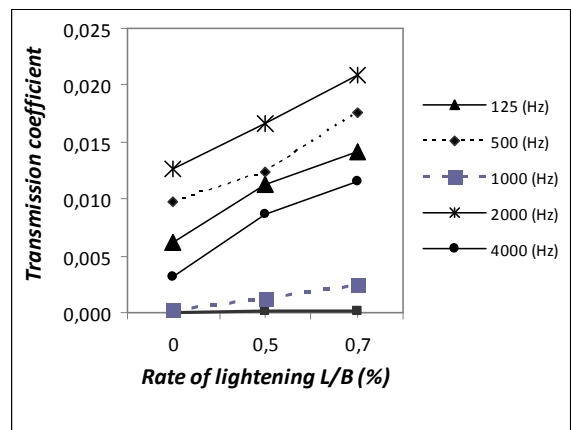 Transmission coefficient
0,025
0,020
0,015
0,010
0,005
0,000
0 0,5 0,7
Rate of lightening L/B (%)
125 (Hz)
500 (Hz)
1000 (Hz)
2000 (Hz)
4000 (Hz)